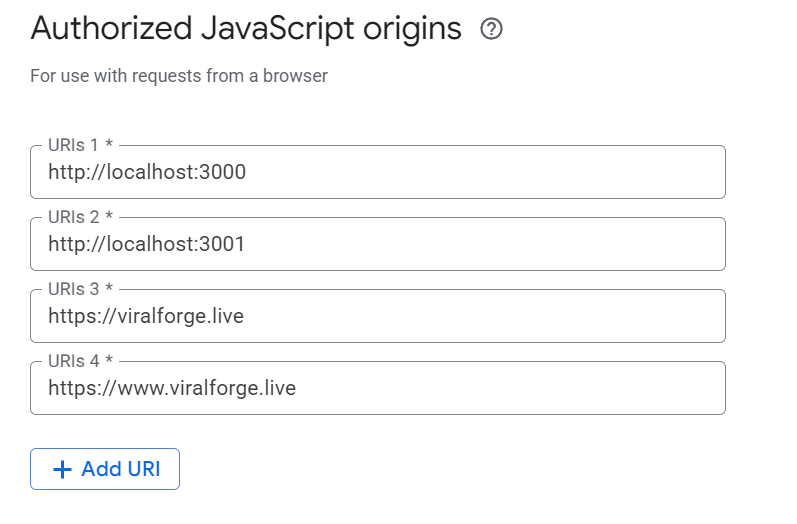 Authorized JavaScript origins
For use with requests from a browser
URIs 1 *
http://localhost:3000
URIs 2 *
http://localhost:3001
URIs 3 *
https://viralforge.live
URIs 4 *
https://www.viralforge.live
+ Add URI